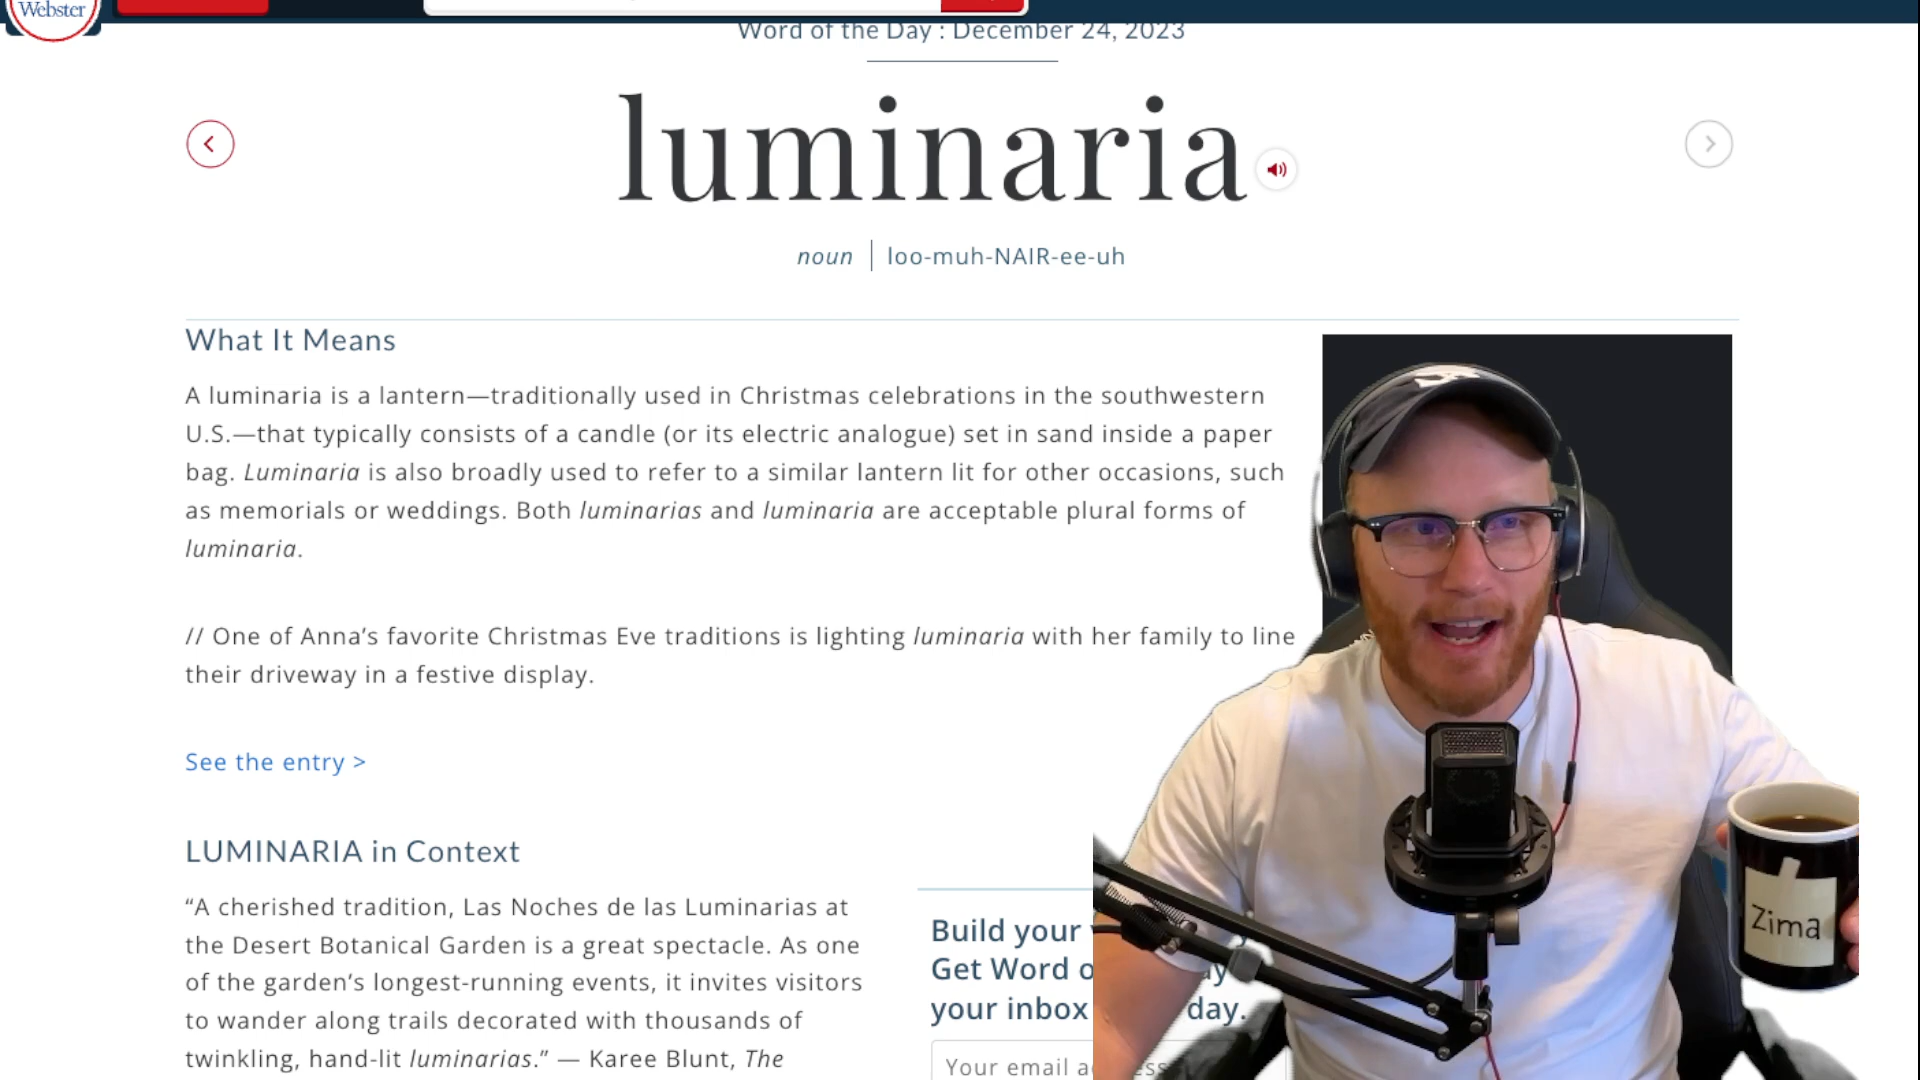 Webster
Word of the Day : December 24, 2023
luminaria
noun | loo-muh-NAIR-ee-uh
What It Means
A luminaria is a lantern—traditionally used in Christmas celebrations in the southwestern
U.S.—that typically consists of a candle (or its electric analogue) set in sand inside a paper
bag. Luminaria is also broadly used to refer to a similar lantern lit for other occasions, such
as memorials or weddings. Both luminarias and luminaria are acceptable plural forms of
luminaria.
// One of Anna’s favorite Christmas Eve traditions is lighting luminaria with her family to line
their driveway in a festive display.
See the entry >
LUMINARIA in Context
“A cherished tradition, Las Noches de las Luminarias at
the Desert Botanical Garden is a great spectacle. As one
of the garden’s longest-running events, it invites visitors
to wander along trails decorated with thousands of
twinkling, hand-lit luminarias.” — Karee Blunt, The
Build your
Get Word
your inbox day.
Your email
Zima